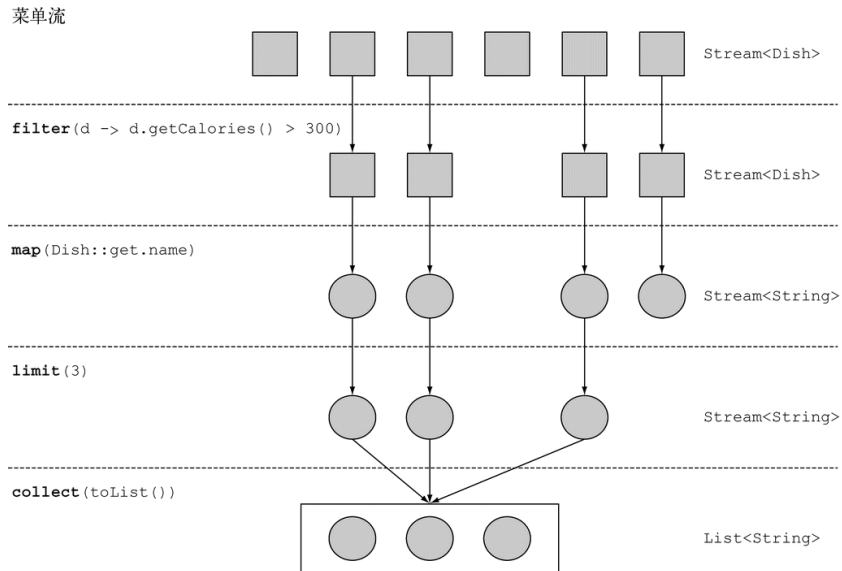 菜单流
Stream<Dish>
filter(d -> d.getCalories() > 300)
Stream<Dish>
map(Dish::get.name)
Stream<String>
limit(3)
Stream<String>
collect(toList())
List<String>